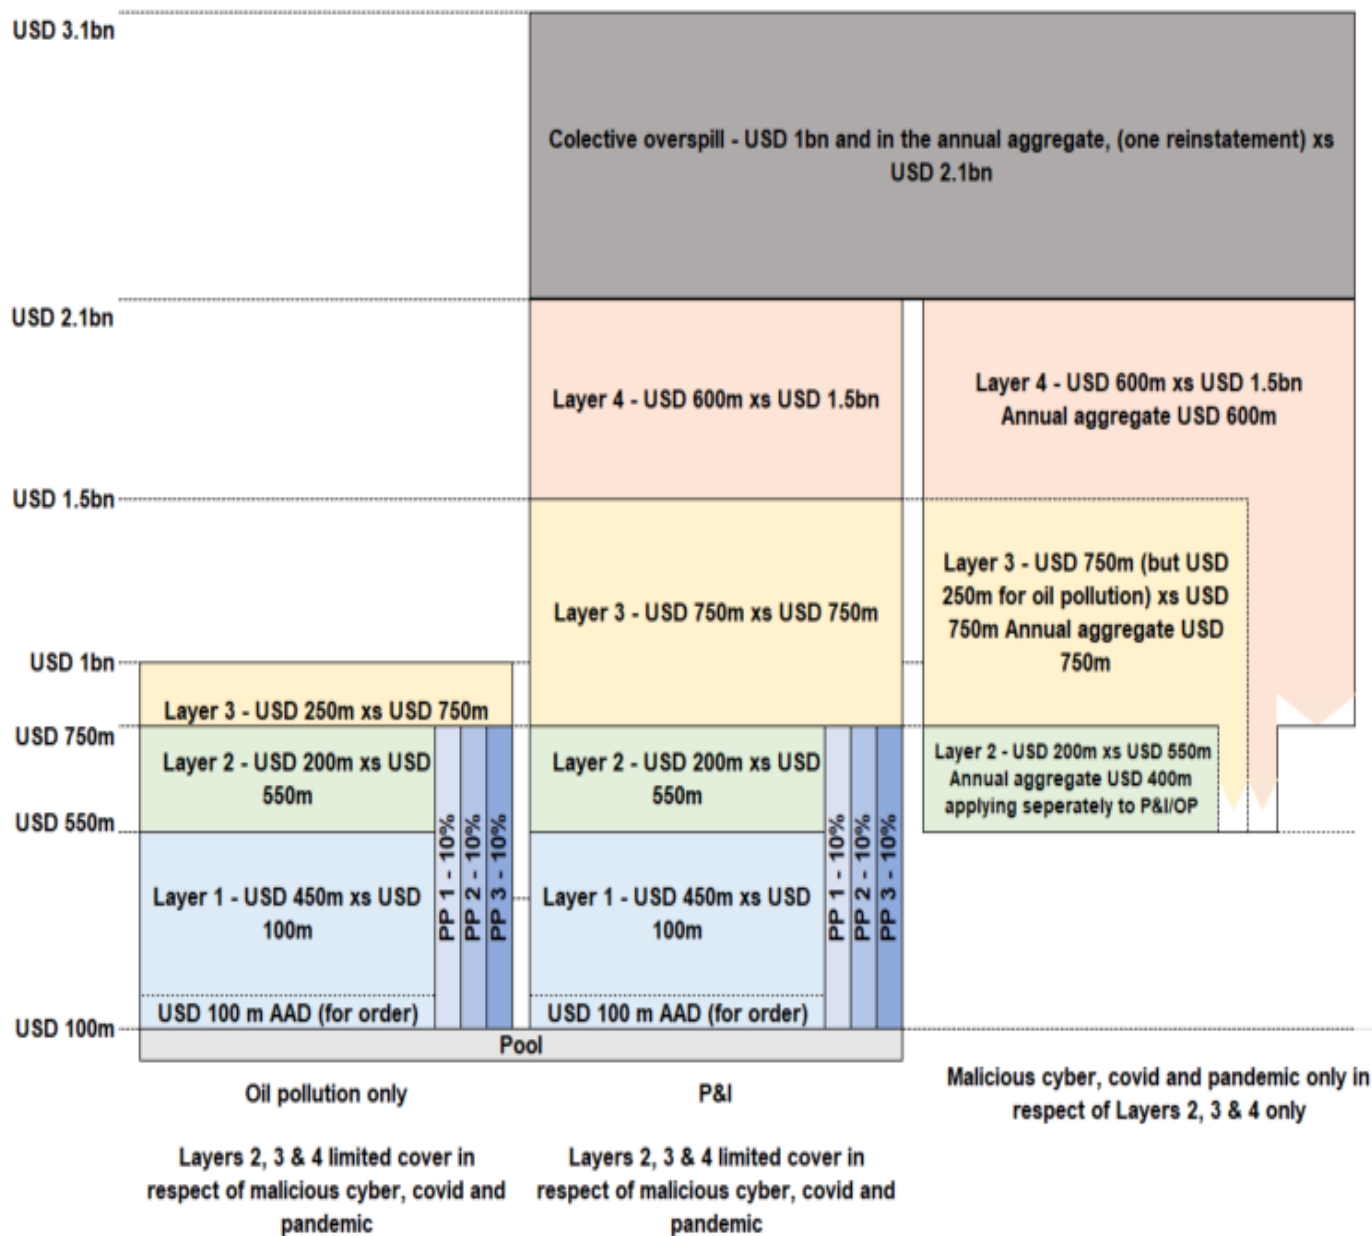 USD 3.1bn
Colective overspill - USD 1bn and in the annual aggregate, (one reinstatement) xs
USD 2.1bn
USD 2.1bn
Layer 4 - USD 600m xs USD 1.5bn
Layer 4 - USD 600m xs USD 1.5bn
Annual aggregate USD 600m
USD 1.5bn
Layer 3 - USD 750m xs USD 750m
Layer 3 - USD 750m (but USD
250m for oil pollution) xs USD
750m Annual aggregate USD
750m
USD 1bn
Layer 3 - USD 250m xs USD 750m
USD 750m
Layer 2 - USD 200m xs USD
550m
Layer 2 - USD 200m xs USD
550m
Layer 2 - USD 200m xs USD 550m
Annual aggregate USD 400m
applying seperately to P&I/OP
USD 550m
Layer 1 - USD 450m xs USD
100m
PP 1 - 10%
PP 2 - 10%
PP 3 - 10%
Layer 1 - USD 450m xs USD
100m
PP 1 - 10%
PP 2 - 10%
PP 3 - 10%
USD 100 m AAD (for order)
USD 100 m AAD (for order)
USD 100m
Pool
Oil pollution only
P&I
Malicious cyber, covid and pandemic only in
respect of Layers 2, 3 & 4 only
Layers 2, 3 & 4 limited cover in
respect of malicious cyber, covid and
pandemic
Layers 2, 3 & 4 limited cover in
respect of malicious cyber, covid and
pandemic